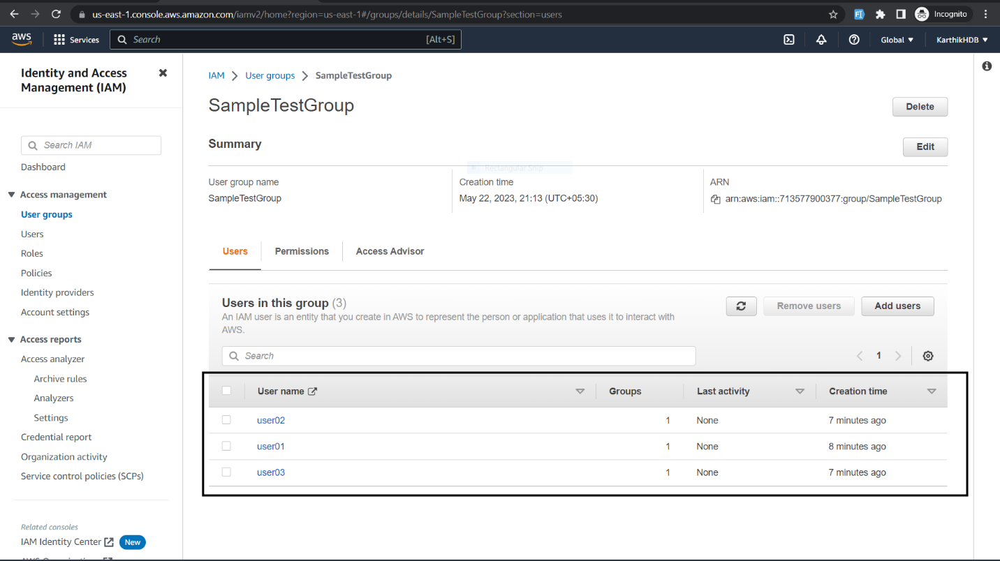 us-east-1.console.aws.amazon.com/iamv2/home?region=us-east-1#/groups/details/SampleTestGroup?section=users
Incognito
aws
Services
Search
[Alt+S]
Global
KarthikHDB
Identity and Access
Management (IAM)
Search IAM
Dashboard
Access management
User groups
Users
Roles
Policies
Identity providers
Account settings
Access reports
Access analyzer
Archive rules
Analyzers
Settings
Credential report
Organization activity
Service control policies (SCPs)
Related consoles
IAM Identity Center
New
IAM > User groups > SampleTestGroup
SampleTestGroup
Delete
Summary
Edit
Rectangular Snip
User group name
SampleTestGroup
Creation time
May 22, 2023, 21:13 (UTC+05:30)
ARN
arn:aws:iam::713577900377:group/SampleTestGroup
Users
Permissions
Access Advisor
Users in this group (3)
An IAM user is an entity that you create in AWS to represent the person or application that uses it to interact with
AWS.
Remove users
Add users
Search
1
User name Groups Last activity Creation time
user02 1 None 7 minutes ago
user01 1 None 8 minutes ago
user03 1 None 7 minutes ago